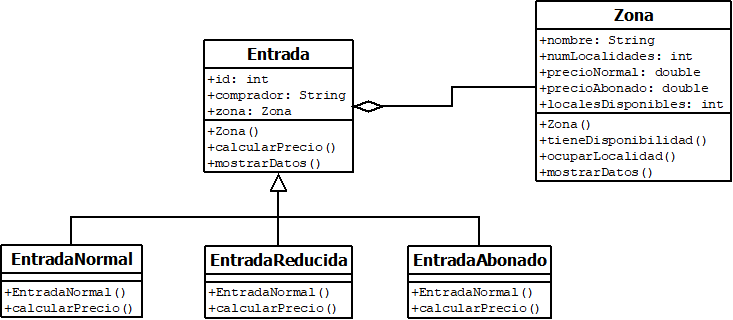 Entrada
+id: int
+comprador: String
+zona: Zona
+Zona()
+calcularPrecio()
+mostrarDatos()
Zona
+nombre: String
+numLocalidades: int
+precioNormal: double
+precioAbonado: double
+localesDisponibles: int
+Zona()
+tieneDisponibilidad()
+ocuparLocalidad()
+mostrarDatos()
EntradaNormal
+EntradaNormal()
+calcularPrecio()
EntradaReducida
+EntradaNormal()
+calcularPrecio()
EntradaAbonado
+EntradaNormal()
+calcularPrecio()